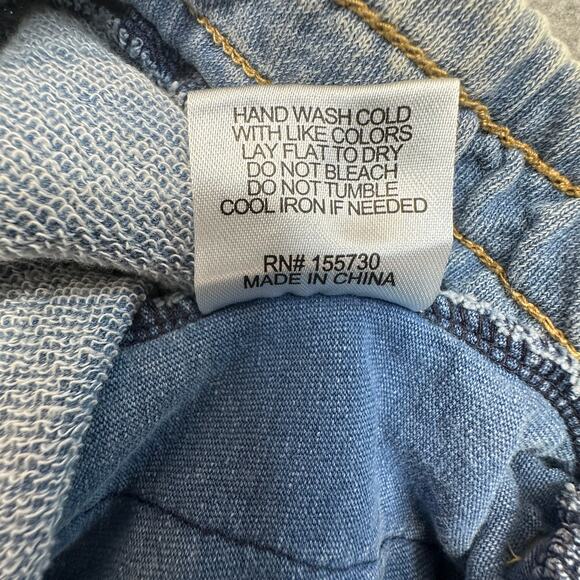 HAND WASH COLD
WITH LIKE COLORS
LAY FLAT TO DRY
DO NOT BLEACH
DO NOT TUMBLE
COOL IRON IF NEEDED
RN# 155730
MADE IN CHINA